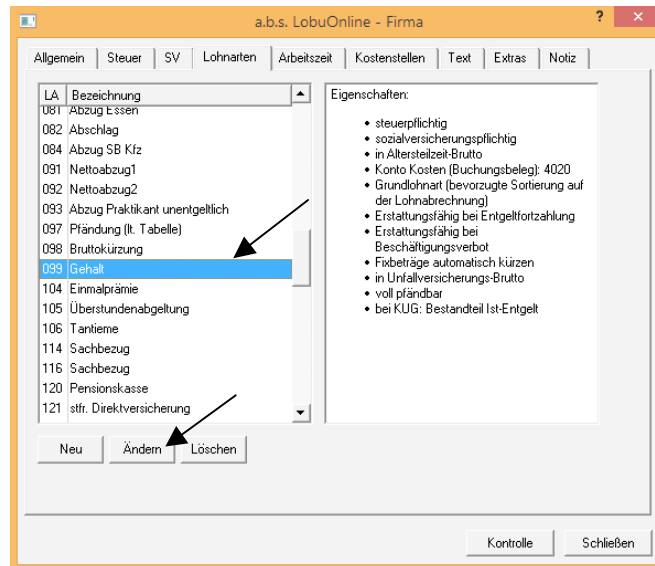 a.b.s. LobuOnline - Firma ? ×
Allgemein Steuer SV Lohnarten Arbeitszeit Kostenstellen Text Extras Notiz
LA Bezeichnung
081 Abzug Essen
082 Abschlag
084 Abzug SB Kfz
091 Nettoabzug1
092 Nettoabzug2
093 Abzug Praktikant unentgeltlich
097 Pfändung (lt. Tabelle)
098 Bruttokürzung
099 Gehalt
104 Einmalprämie
105 Überstundenabgeltung
106 Tantieme
114 Sachbezug
116 Sachbezug
120 Pensionskasse
121 stfr. Direktversicherung
Eigenschaften:
• steuerpflichtig
• sozialversicherungspflichtig
• in Altersteilzeit-Brutto
• Konto Kosten (Buchungsbeleg): 4020
• Grundlohnart (bevorzugte Sortierung auf
der Lohnabrechnung)
• Erstattungsfähig bei Entgeltfortzahlung
• Erstattungsfähig bei
Beschäftigungsverbot
• Fixbeträge automatisch kürzen
• in Unfallversicherungs-Brutto
• voll pfändbar
• bei KUG: Bestandteil Ist-Entgelt
Neu Ändern Löschen
Kontrolle Schließen